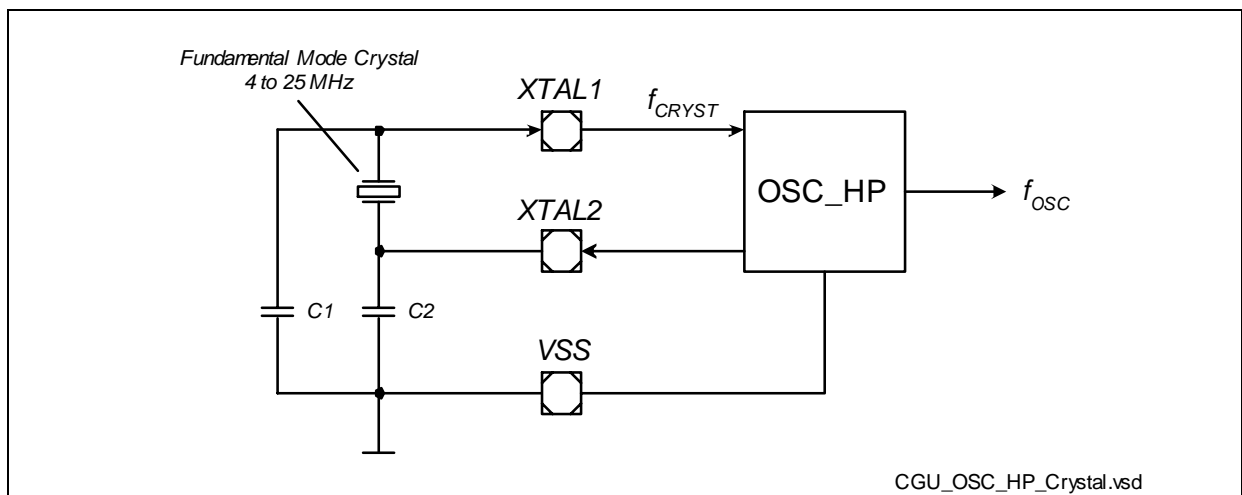 Fundamental Mode Crystal
4 to 25 MHz
XTAL1
fCRYST
OSC_HP
fOSC
XTAL2
C1
C2
VSS
CGU_OSC_HP_Crystal.vsd